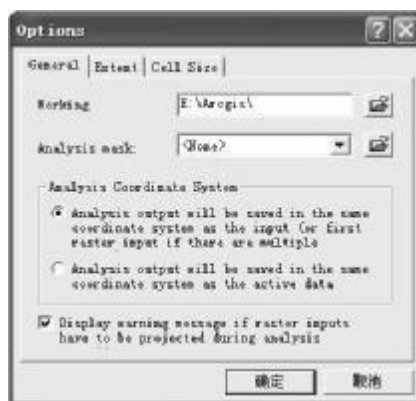 Options
General Extent Cell Size
Working E:\Arcgis\
Analysis mask: <None>
Analysis Coordinate System
Analysis output will be saved in the same
coordinate system as the input (or first
raster input if there are multiple
Analysis output will be saved in the same
coordinate system as the active data
Display warning message if raster inputs
have to be projected during analysis
确定 取消